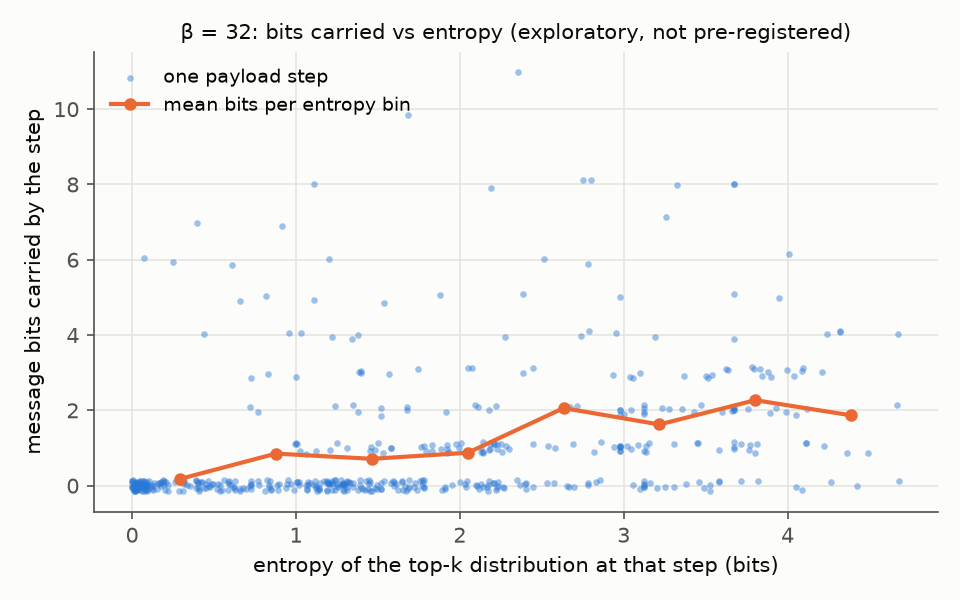 β = 32: bits carried vs entropy (exploratory, not pre-registered)
one payload step
mean bits per entropy bin
message bits carried by the step
10
8
6
4
2
0
0 1 2 3 4
entropy of the top-k distribution at that step (bits)